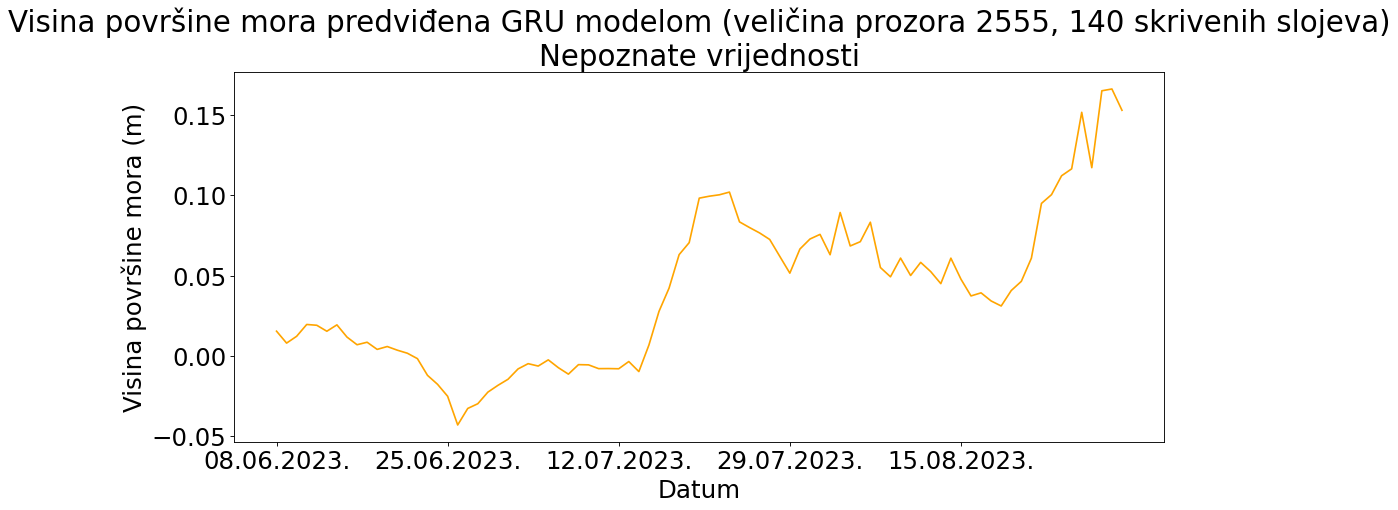 Visina površine mora predviđena GRU modelom (veličina prozora 2555, 140 skrivenih slojeva)
Nepoznate vrijednosti
Visina površine mora (m)
0.15
0.10
0.05
0.00
−0.05
08.06.2023. 25.06.2023. 12.07.2023. 29.07.2023. 15.08.2023.
Datum